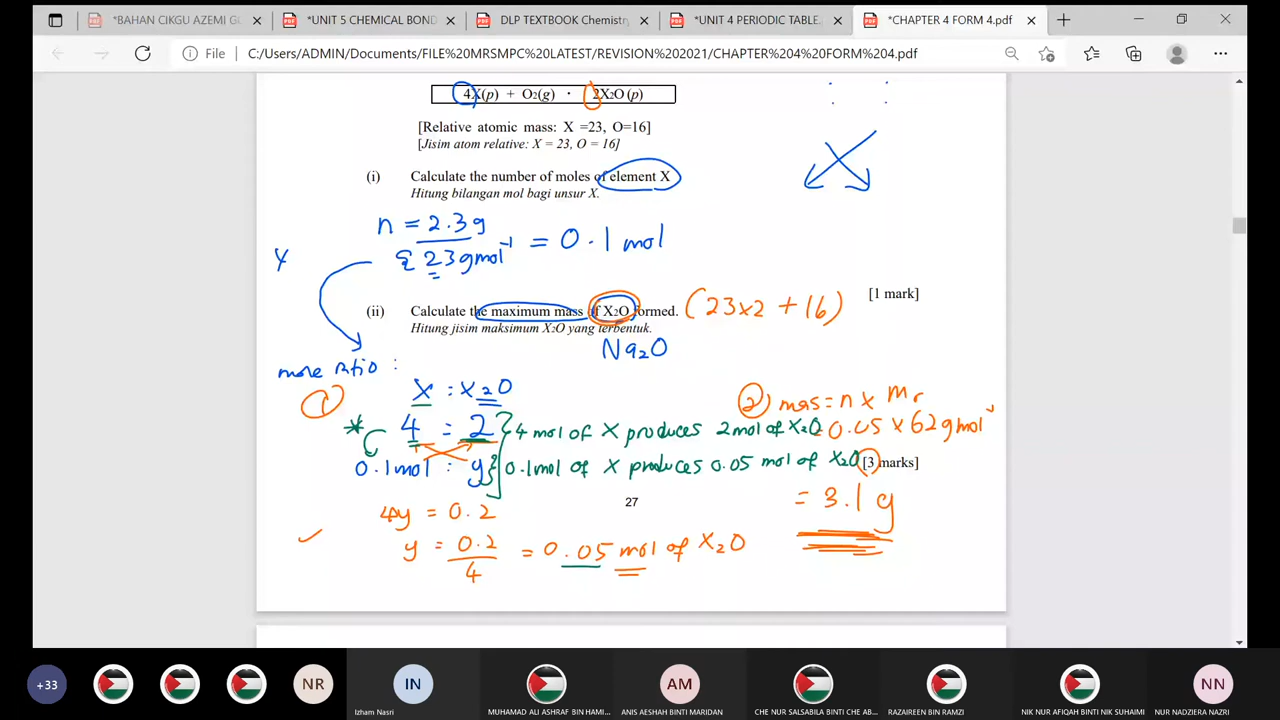 *BAHAN CIKGU AZEMI G
*UNIT 5 CHEMICAL BOND
DLP TEXTBOOK Chemistry
*UNIT 4 PERIODIC TABLE.
*CHAPTER 4 FORM 4.pdf
File
C:/Users/ADMIN/Documents/FILE%20MRSMPC%20LATEST/REVISION%202021/CHAPTER%204%20FORM%204.pdf
4X(p) + O2(g) · 2X2O (p)
[Relative atomic mass: X =23, O=16]
[Jisim atom relative: X = 23, O = 16]
(i) Calculate the number of moles of element X
Hitung bilangan mol bagi unsur X.
n = 2.3g
23gmol-1 = 0.1 mol
[1 mark]
(ii) Calculate the maximum mass of X2O formed. (23x2 + 16)
Hitung jisim maksimum X2O yang terbentuk.
Na2O
more ratio :
X : X2O
1
2 mas = n x Mr
* 4 = 2 4 mol of X produces 2 mol of X2O = 0.05 x 62gmol-1
0.1mol : y 0.1mol of X produces 0.05 mol of X2O [3 marks]
27
= 3.1 g
4y = 0.2
y = 0.2 = 0.05 mol of X2O
4
+33
NR
IN
AM
NN
Izham Nasri
MUHAMAD ALI ASHRAF BIN HAMI...
ANIS AESHAH BINTI MARIDAN
CHE NUR SALSABILA BINTI CHE AB...
RAZAIREEN BIN RAMZI
NIK NUR AFIQAH BINTI NIK SUHAIMI
NUR NADZIERA NAZRI